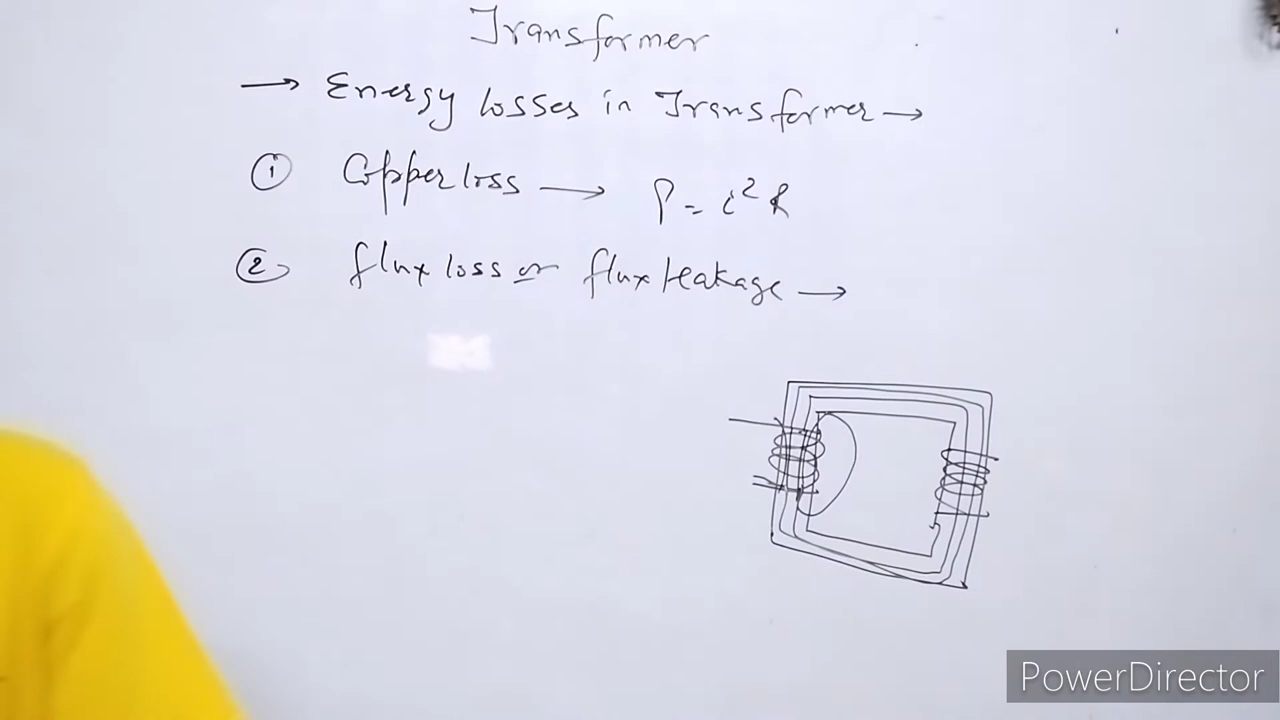 Transformer
→ Energy losses in Transformer →
① Copper loss → P = i²R
② flux loss or flux leakage →
PowerDirector